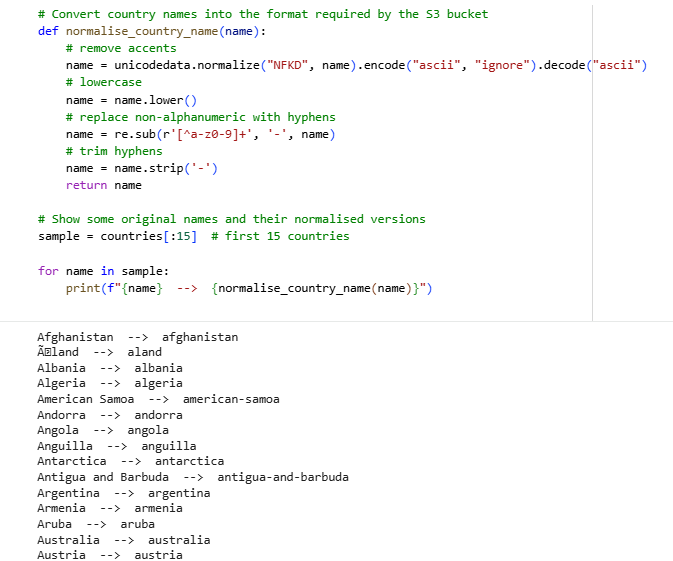 # Convert country names into the format required by the S3 bucket
def normalise_country_name(name):
    # remove accents
    name = unicodedata.normalize("NFKD", name).encode("ascii", "ignore").decode("ascii")
    # lowercase
    name = name.lower()
    # replace non-alphanumeric with hyphens
    name = re.sub(r'[^a-z0-9]+', '-', name)
    # trim hyphens
    name = name.strip('-')
    return name

# Show some original names and their normalised versions
sample = countries[:15]  # first 15 countries

for name in sample:
    print(f"{name}  -->  {normalise_country_name(name)}")

Afghanistan  -->  afghanistan
Ã�land  -->  aland
Albania  -->  albania
Algeria  -->  algeria
American Samoa  -->  american-samoa
Andorra  -->  andorra
Angola  -->  angola
Anguilla  -->  anguilla
Antarctica  -->  antarctica
Antigua and Barbuda  -->  antigua-and-barbuda
Argentina  -->  argentina
Armenia  -->  armenia
Aruba  -->  aruba
Australia  -->  australia
Austria  -->  austria